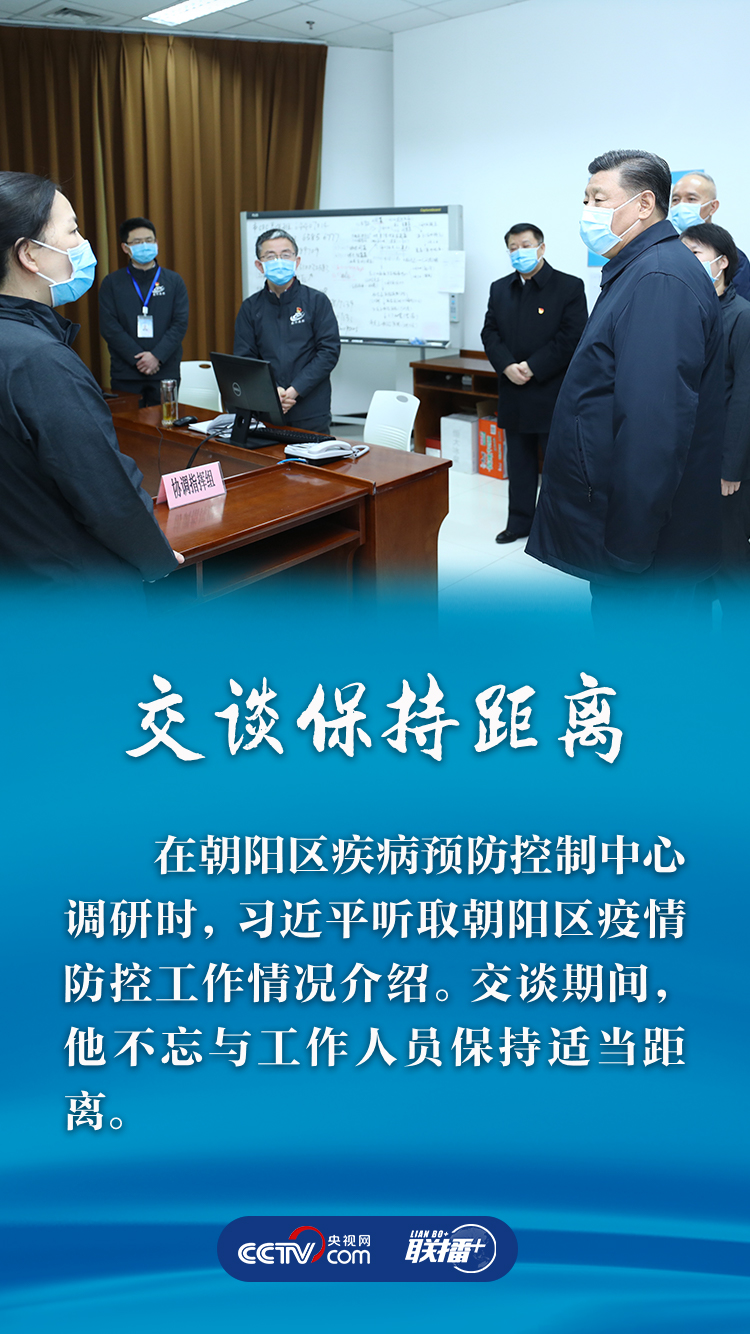 协调指挥组
交谈保持距离
在朝阳区疾病预防控制中心
调研时，习近平听取朝阳区疫情
防控工作情况介绍。交谈期间，
他不忘与工作人员保持适当距
离。
CCTV.com 央视网
LIAN BO+
联播+